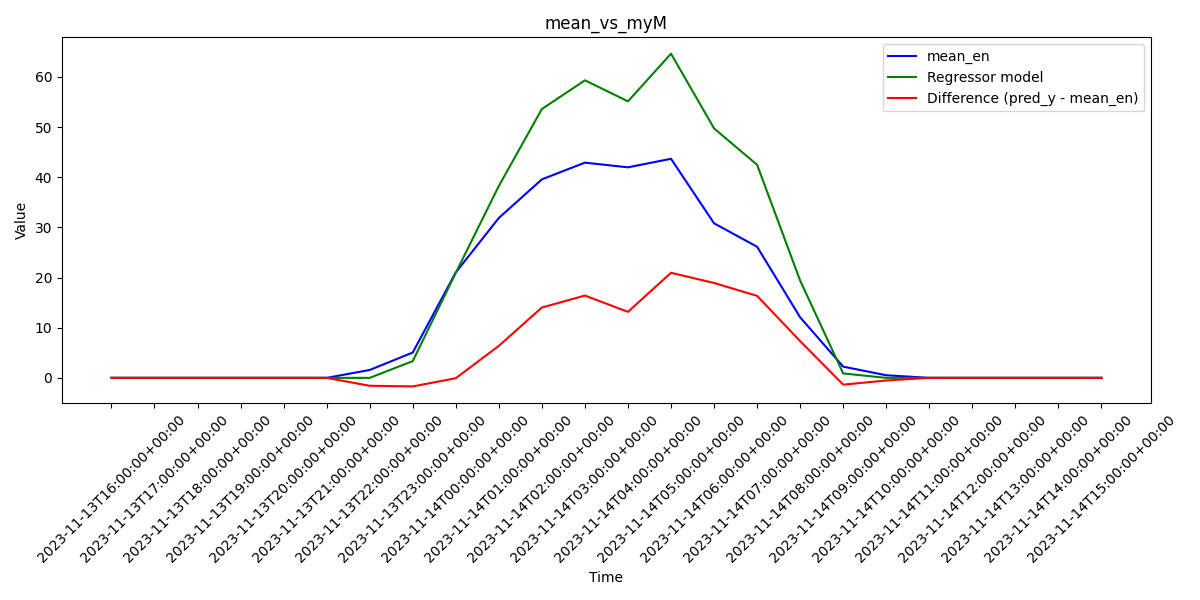 mean_vs_myM
mean_en
Regressor model
Difference (pred_y - mean_en)
Value
60
50
40
30
20
10
0
2023-11-13T16:00:00+00:00
2023-11-13T17:00:00+00:00
2023-11-13T18:00:00+00:00
2023-11-13T19:00:00+00:00
2023-11-13T20:00:00+00:00
2023-11-13T21:00:00+00:00
2023-11-13T22:00:00+00:00
2023-11-13T23:00:00+00:00
2023-11-14T00:00:00+00:00
2023-11-14T01:00:00+00:00
2023-11-14T02:00:00+00:00
2023-11-14T03:00:00+00:00
2023-11-14T04:00:00+00:00
2023-11-14T05:00:00+00:00
2023-11-14T06:00:00+00:00
2023-11-14T07:00:00+00:00
2023-11-14T08:00:00+00:00
2023-11-14T09:00:00+00:00
2023-11-14T10:00:00+00:00
2023-11-14T11:00:00+00:00
2023-11-14T12:00:00+00:00
2023-11-14T13:00:00+00:00
2023-11-14T14:00:00+00:00
2023-11-14T15:00:00+00:00
Time